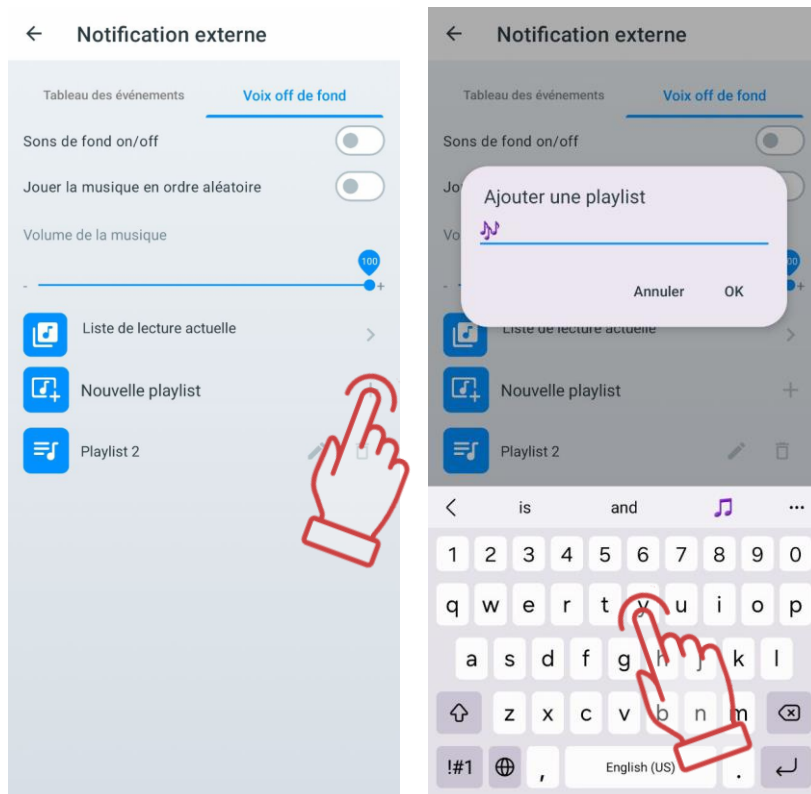 Notification externe
Tableau des événements Voix off de fond
Sons de fond on/off
Jouer la musique en ordre aléatoire
Volume de la musique
100
- +
Liste de lecture actuelle
Nouvelle playlist
Playlist 2
Notification externe
Tableau des événements Voix off de fond
Sons de fond on/off
Jo
Ajouter une playlist
Vo
🎶
00
Annuler OK
- +
Liste de lecture actuelle
Nouvelle playlist
Playlist 2
is and 🎵 ...
1 2 3 4 5 6 7 8 9 0
q w e r t y u i o p
a s d f g h j k l
z x c v b n m
!#1 , English (US) .